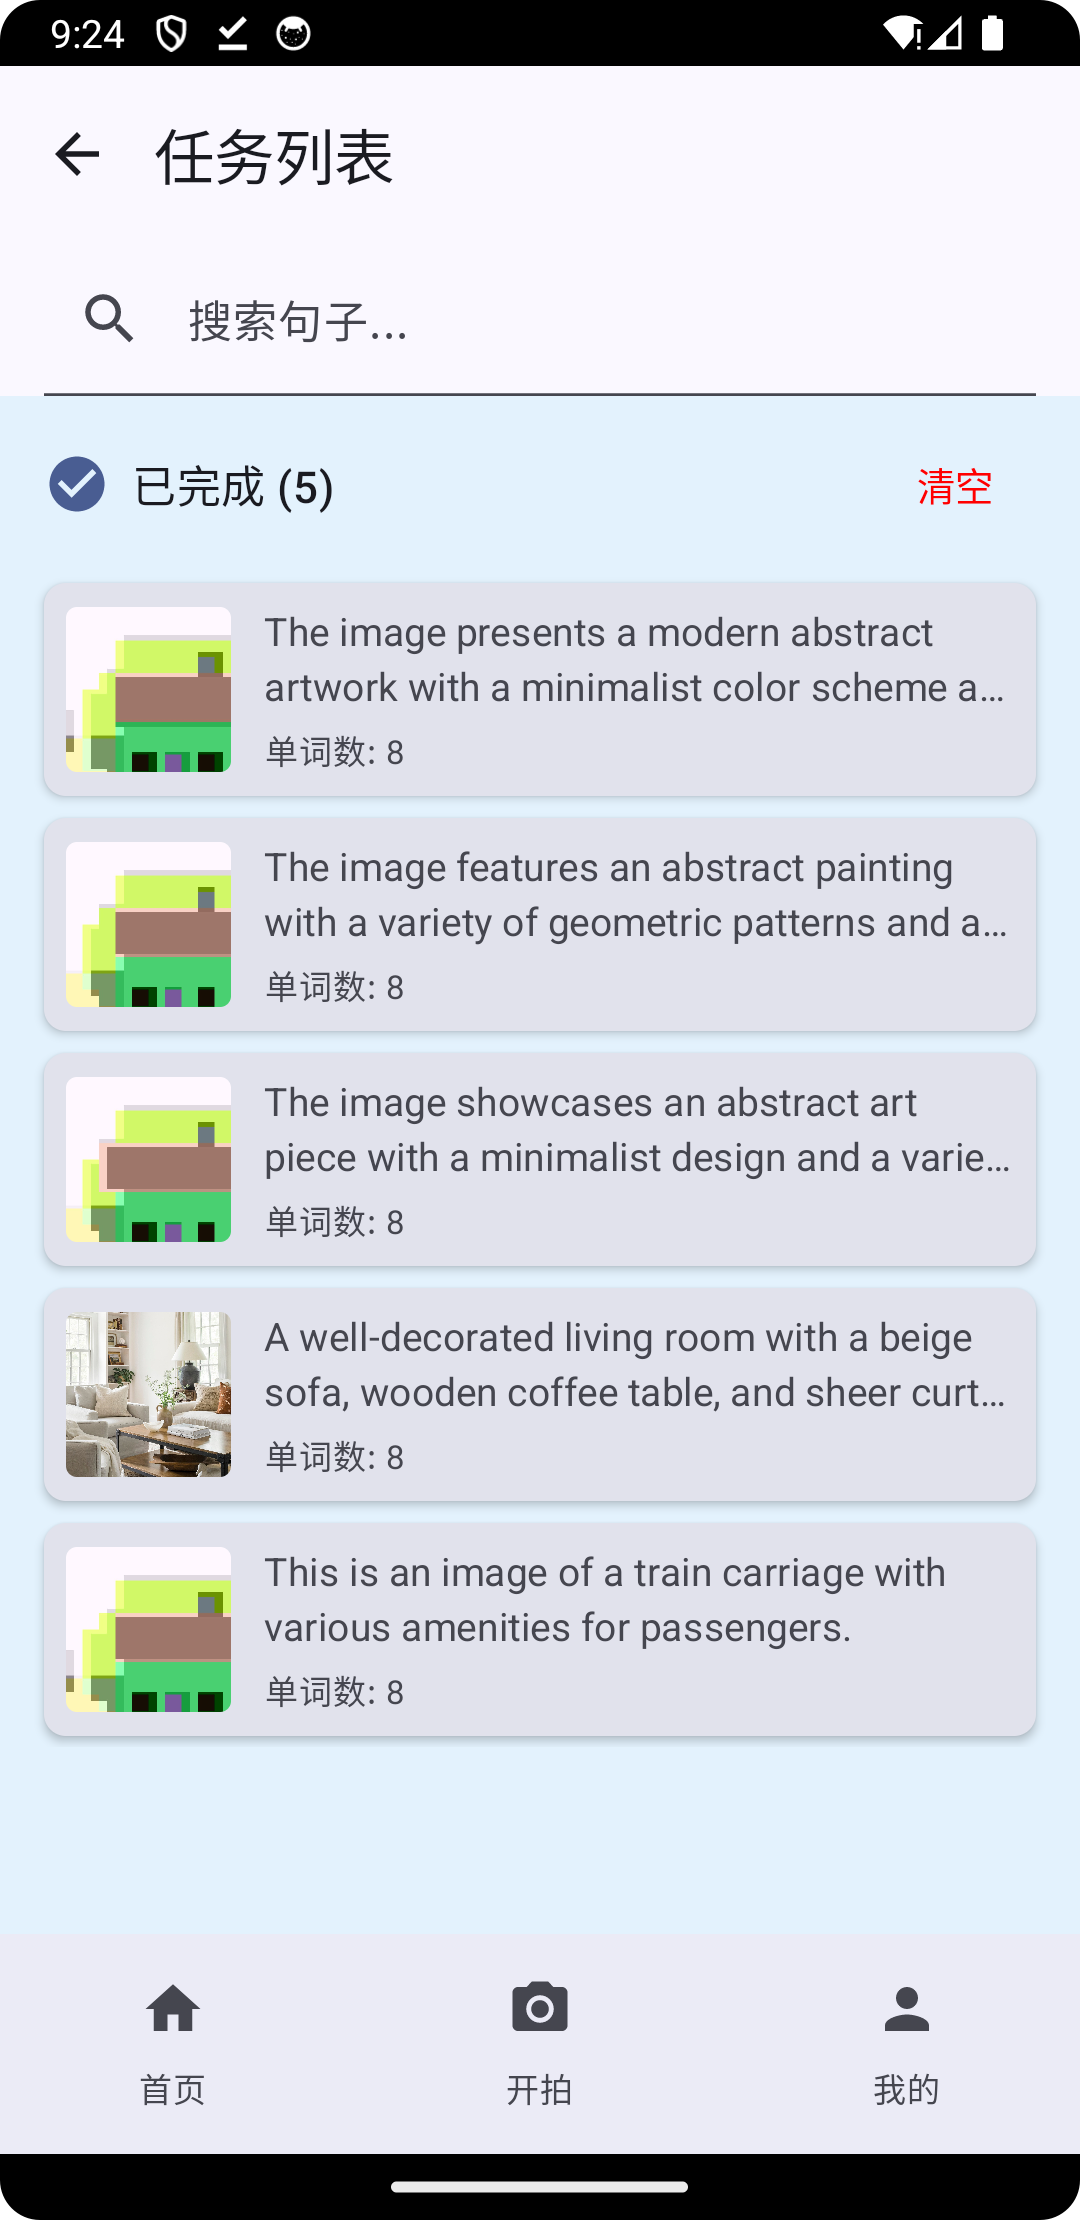 9:24
任务列表
搜索句子...
已完成 (5)
清空
The image presents a modern abstract
artwork with a minimalist color scheme a...
单词数: 8
The image features an abstract painting
with a variety of geometric patterns and a...
单词数: 8
The image showcases an abstract art
piece with a minimalist design and a varie...
单词数: 8
A well-decorated living room with a beige
sofa, wooden coffee table, and sheer curt...
单词数: 8
This is an image of a train carriage with
various amenities for passengers.
单词数: 8
首页
开拍
我的